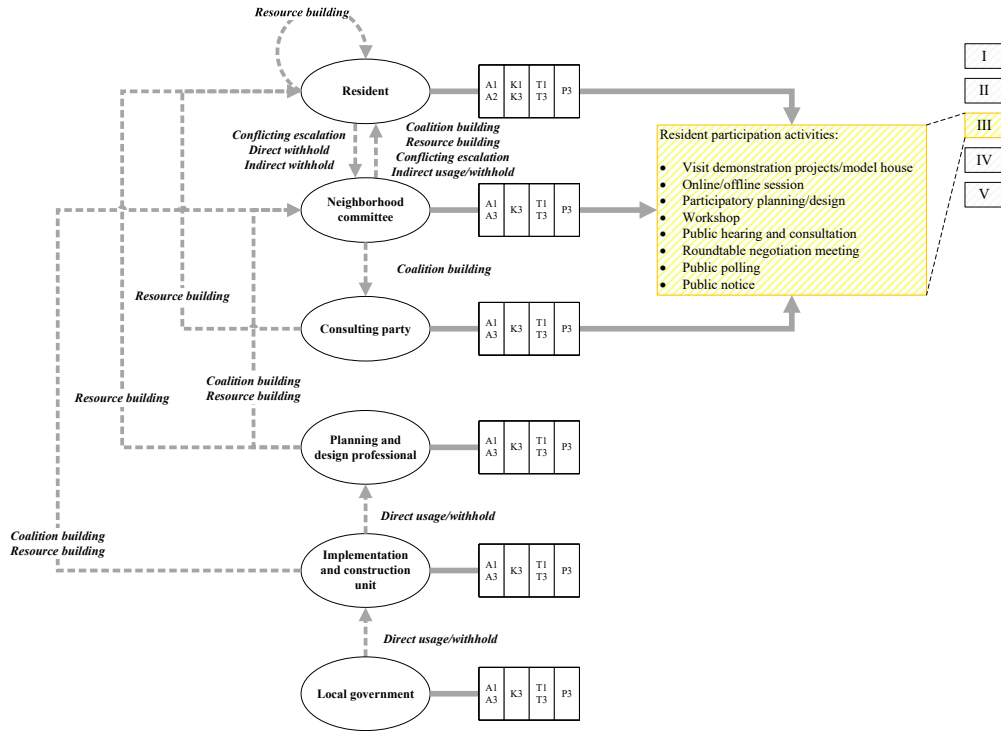 Resource building
Resident
A1
A2
K1
K3
T1
T3
P3
I
II
III
IV
V
Conflicting escalation
Direct withhold
Indirect withhold
Coalition building
Resource building
Conflicting escalation
Indirect usage/withhold
Resident participation activities:
• Visit demonstration projects/model house
• Online/offline session
• Participatory planning/design
• Workshop
• Public hearing and consultation
• Roundtable negotiation meeting
• Public polling
• Public notice
Neighborhood
committee
A1
A3
K3
T1
T3
P3
Coalition building
Resource building
Consulting party
A1
A3
K3
T1
T3
P3
Coalition building
Resource building
Resource building
Planning and
design professional
A1
A3
K3
T1
T3
P3
Direct usage/withhold
Coalition building
Resource building
Implementation
and construction
unit
A1
A3
K3
T1
T3
P3
Direct usage/withhold
Local government
A1
A3
K3
T1
T3
P3